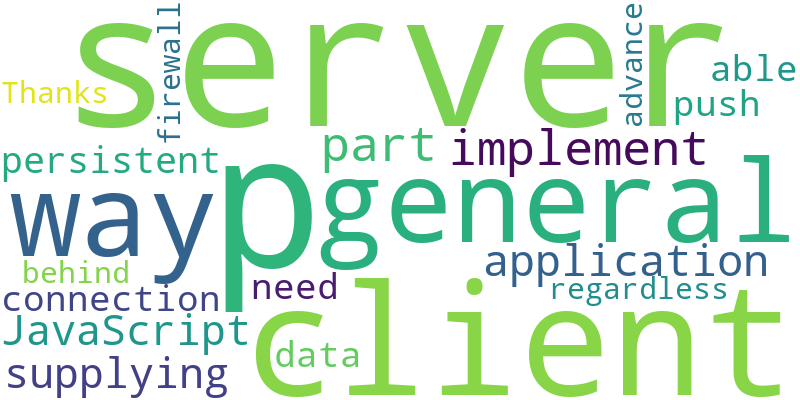 server
firewall
advance
Thanks
able
push
persistent
part
implement
way
p
general
application
behind
need
regardless
connection
client
JavaScript
data
supplying